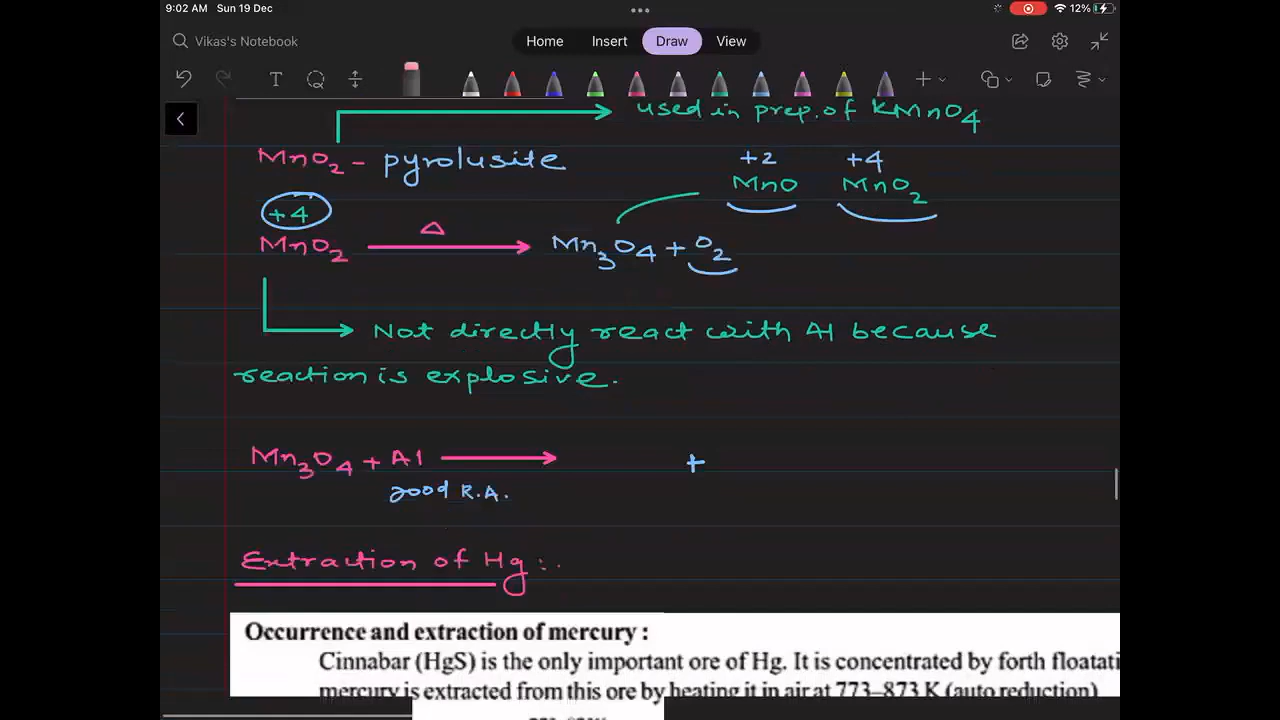 9:02 AM Sun 19 Dec
12%
Vikas's Notebook
Home Insert Draw View
used in prep. of KMnO4
MnO2 - pyrolusite
+2 +4
MnO MnO2
+4
MnO2 Δ Mn3O4 + O2
Not directly react with Al because
reaction is explosive.
Mn3O4 + Al +
good R.A.
Extraction of Hg :.
Occurrence and extraction of mercury :
Cinnabar (HgS) is the only important ore of Hg. It is concentrated by forth floatati
mercury is extracted from this ore by heating it in air at 773–873 K (auto reduction)